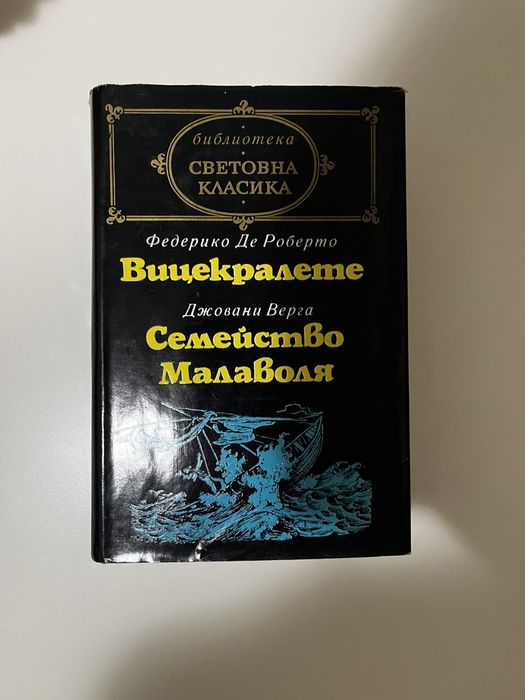 библиотека
СВЕТОВНА
КЛАСИКА
Федерико Де Роберто
Вицекралете
Джовани Верга
Семейство
Малаволя